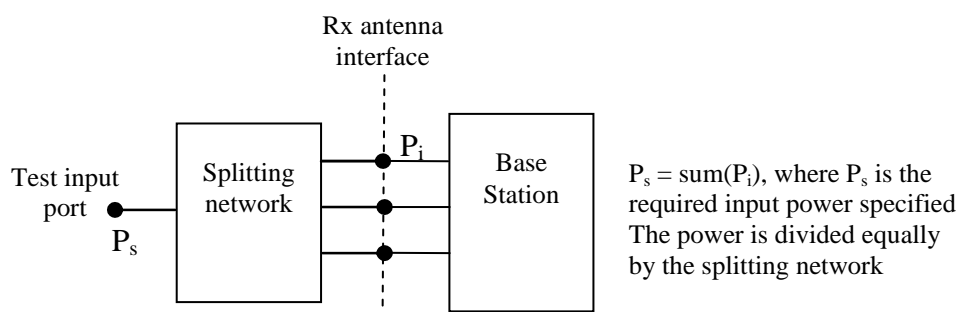 Rx antenna
interface
Test input
port
Pₛ
Splitting
network
Pᵢ
Base
Station
Pₛ = sum(Pᵢ), where Pₛ is the
required input power specified
The power is divided equally
by the splitting network